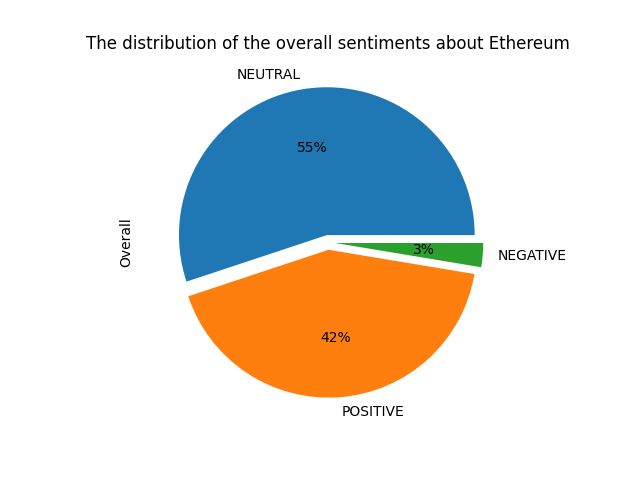 The distribution of the overall sentiments about Ethereum
NEUTRAL
55%
Overall
3%
NEGATIVE
42%
POSITIVE